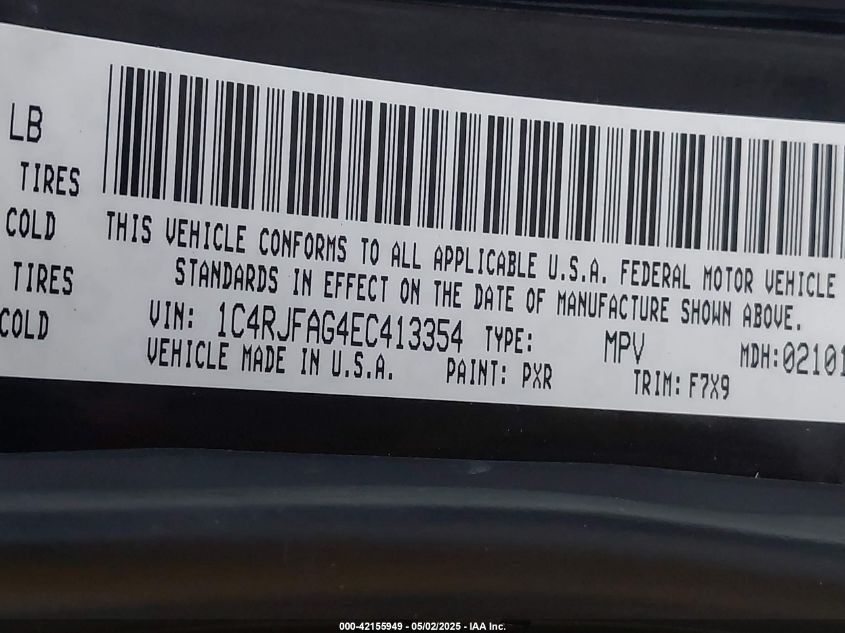 LB
TIRES
COLD
TIRES
COLD
THIS VEHICLE CONFORMS TO ALL APPLICABLE U.S.A. FEDERAL MOTOR VEHICLE
STANDARDS IN EFFECT ON THE DATE OF MANUFACTURE SHOWN ABOVE.
VIN: 1C4RJFAG4EC413354 TYPE: MPV MDH:02101
VEHICLE MADE IN U.S.A. PAINT: PXR TRIM: F7X9
000-42155949 - 05/02/2025 - IAA Inc.